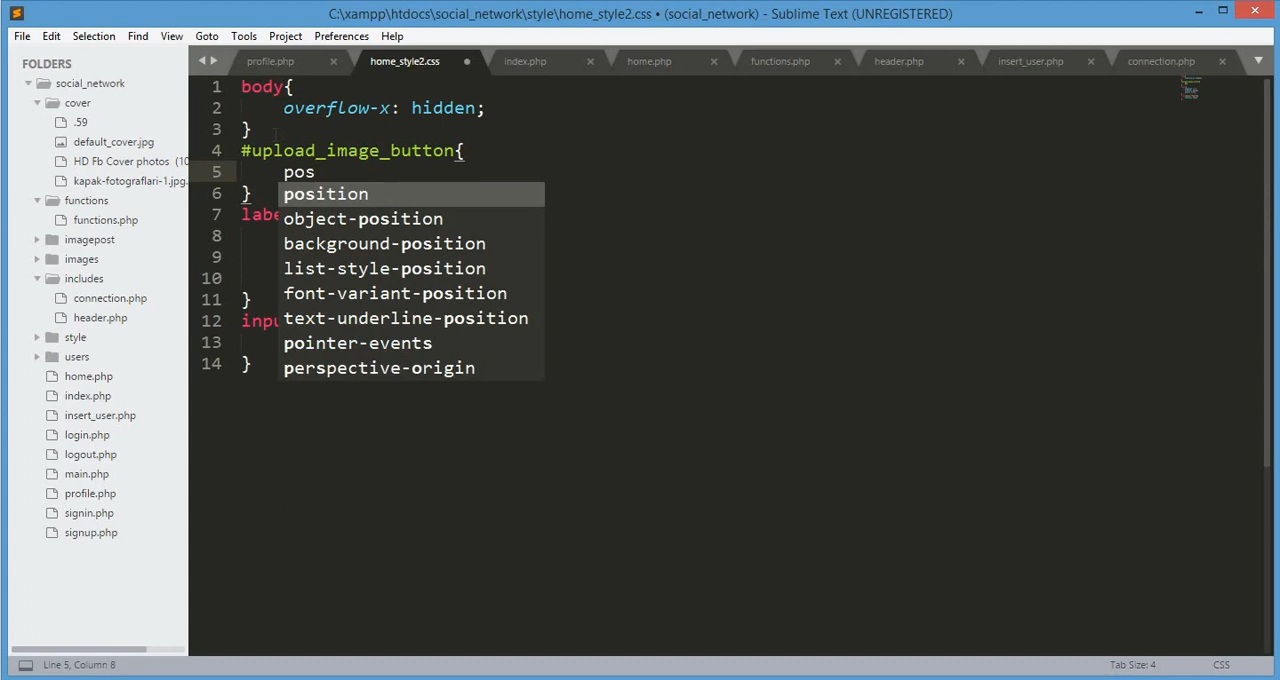 C:\xampp\htdocs\social_network\style\home_style2.css • (social_network) - Sublime Text (UNREGISTERED)
File Edit Selection Find View Goto Tools Project Preferences Help
FOLDERS
social_network
cover
.59
default_cover.jpg
HD Fb Cover photos (10
kapak-fotograflari-1.jpg.
functions
functions.php
imagepost
images
includes
connection.php
header.php
style
users
home.php
index.php
insert_user.php
login.php
logout.php
main.php
profile.php
signin.php
signup.php
profile.php home_style2.css index.php home.php functions.php header.php insert_user.php connection.php
1 body{
2 overflow-x: hidden;
3 }
4 #upload_image_button{
5 pos
6 }
7 labe
8
9
10
11 }
12 inpu
13
14 }
position
object-position
background-position
list-style-position
font-variant-position
text-underline-position
pointer-events
perspective-origin
Line 5, Column 8 Tab Size: 4 CSS